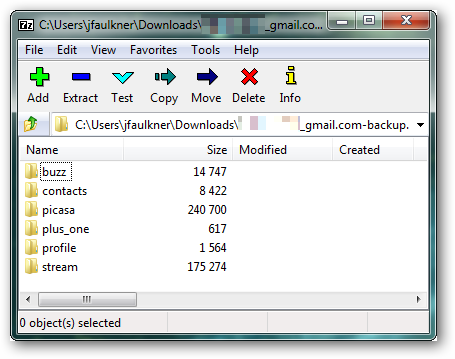 7z C:\Users\jfaulkner\Downloads\ _gmail.co...
File Edit View Favorites Tools Help
Add Extract Test Copy Move Delete Info
C:\Users\jfaulkner\Downloads\ _gmail.com-backup.
Name Size Modified Created
buzz 14 747
contacts 8 422
picasa 240 700
plus_one 617
profile 1 564
stream 175 274
0 object(s) selected